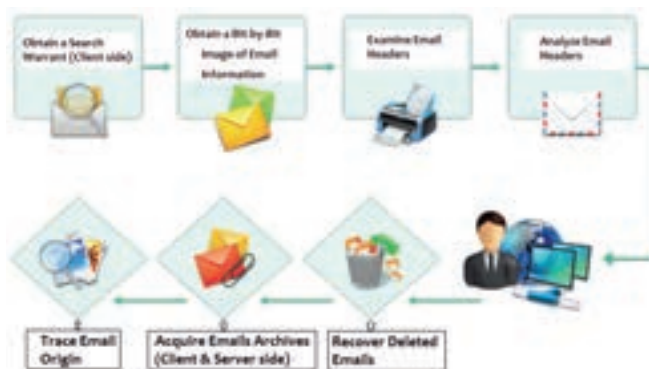 Obtain a Search
Warrant (Client side)
Obtain a Bit by Bit
Image of Email
Information
Examine Email
Headers
Analyze Email
Headers
Trace Email
Origin
Acquire Emails Archives
(Client & Server side)
Recover Deleted
Emails